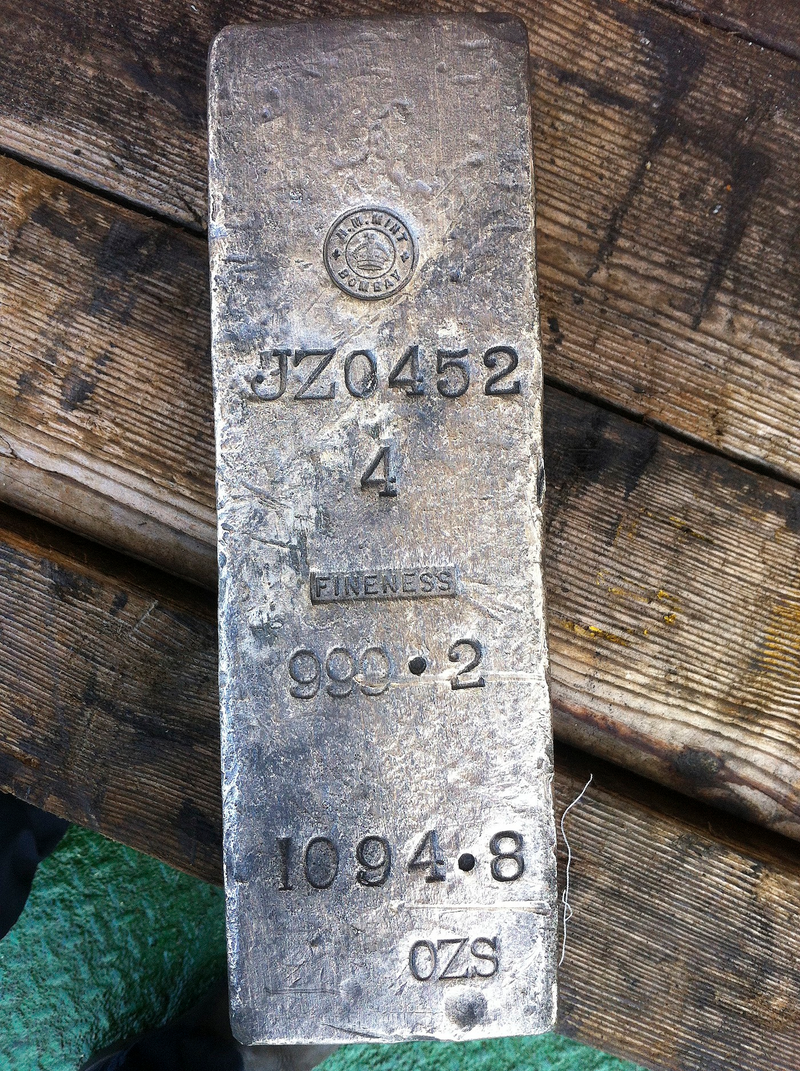 H.M. MINT
BOMBAY
JZ0452
4
FINENESS
999•2
1094•8
OZS